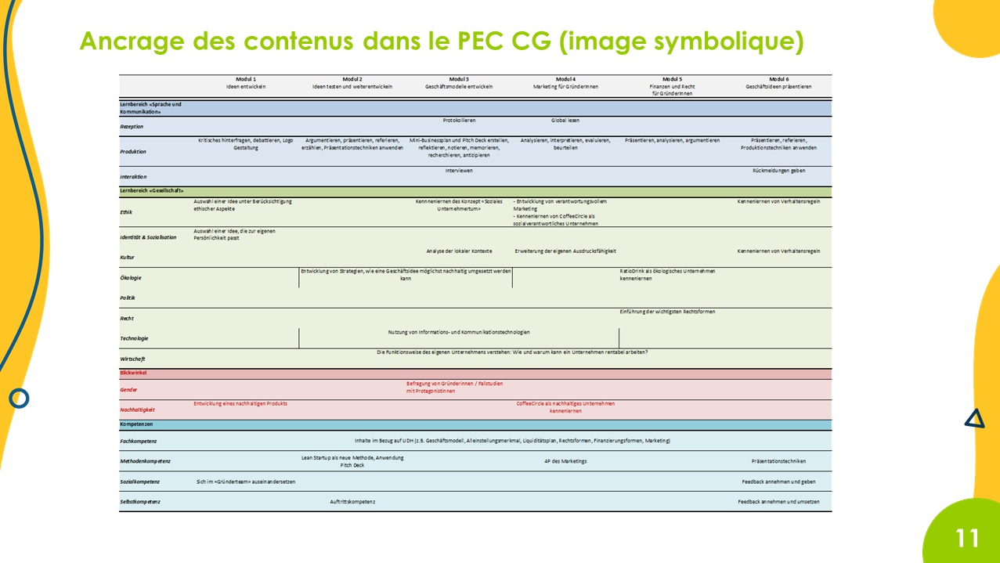 Ancrage des contenus dans le PEC CG (image symbolique)
Modul 1
Ideen entwickeln
Modul 2
Ideen testen und weiterentwickeln
Modul 3
Geschäftsmodelle entwickeln
Modul 4
Marketing für GründerInnen
Modul 5
Finanzen und Recht
für GründerInnen
Modul 6
Geschäftsideen präsentieren
Lernbereich «Sprache und
Kommunikation»
Rezeption
Protokollieren
Global lesen
Produktion
Kritisches hinterfragen, debattieren, Logo
Gestaltung
Argumentieren, präsentieren, referieren,
erzählen, Präsentationstechniken anwenden
Mini-Businessplan und Pitch Deck erstellen,
reflektieren, notieren, memorieren,
recherchieren, antizipieren
Analysieren, interpretieren, evaluieren,
beurteilen
Präsentieren, analysieren, argumentieren
Präsentieren, referieren,
Produktionstechniken anwenden
Interaktion
Interviewen
Rückmeldungen geben
Lernbereich «Gesellschaft»
Ethik
Auswahl einer Idee unter Berücksichtigung
ethischer Aspekte
Kennnenlernen des Konzept «Soziales
Unternehmertum»
- Entwicklung von verantwortungsvollem
Marketing
- Kennenlernen von CoffeeCircle als
sozialverantwortliches Unternehmen
Kennenlernen von Verhaltensregeln
Identität & Sozialisation
Auswahl einer Idee, die zur eigenen
Persönlichkeit passt
Kultur
Analyse der lokaler Kontexte
Erweiterung der eigenen Ausdrucksfähigkeit
Kennenlernen von Verhaltensregeln
Ökologie
Entwicklung von Strategien, wie eine Geschäftsidee möglichst nachhaltig umgesetzt werden
kann
RatioDrink als ökologisches Unternehmen
kennenlernen
Politik
Recht
Einführung der wichtigsten Rechtsformen
Technologie
Nutzung von Informations- und Kommunikationstechnologien
Wirtschaft
Die Funktionsweise des eigenen Unternehmens verstehen: Wie und warum kann ein Unternehmen rentabel arbeiten?
Blickwinkel
Gender
Befragung von Gründerinnen / Fallstudien
mit Protagonistinnen
Nachhaltigkeit
Entwicklung eines nachhaltigen Produkts
CoffeeCircle als nachhaltiges Unternehmen
kennenlernen
Kompetenzen
Fachkompetenz
Inhalte im Bezug auf UDH (z.B. Geschäftsmodell, Alleinstellungsmerkmal, Liquiditätsplan, Rechtsformen, Finanzierungsformen, Marketing)
Methodenkompetenz
Lean Startup als neue Methode, Anwendung
Pitch Deck
4P des Marketings
Präsentationstechniken
Sozialkompetenz
Sich im «Gründerteam» auseinandersetzen
Feedback annehmen und geben
Selbstkompetenz
Auftrittskompetenz
Feedback annehmen und umsetzen
11